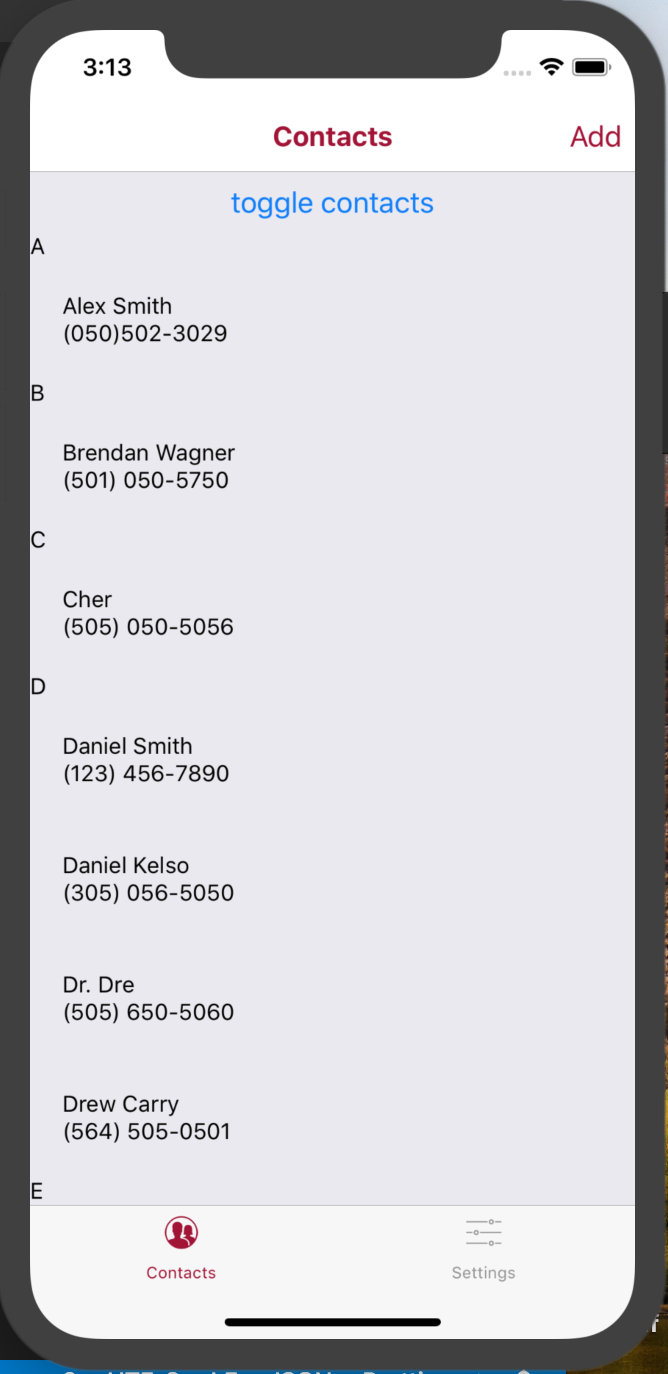 3:13
Contacts
Add
toggle contacts
A
Alex Smith
(050)502-3029
B
Brendan Wagner
(501) 050-5750
C
Cher
(505) 050-5056
D
Daniel Smith
(123) 456-7890
Daniel Kelso
(305) 056-5050
Dr. Dre
(505) 650-5060
Drew Carry
(564) 505-0501
E
Contacts
Settings